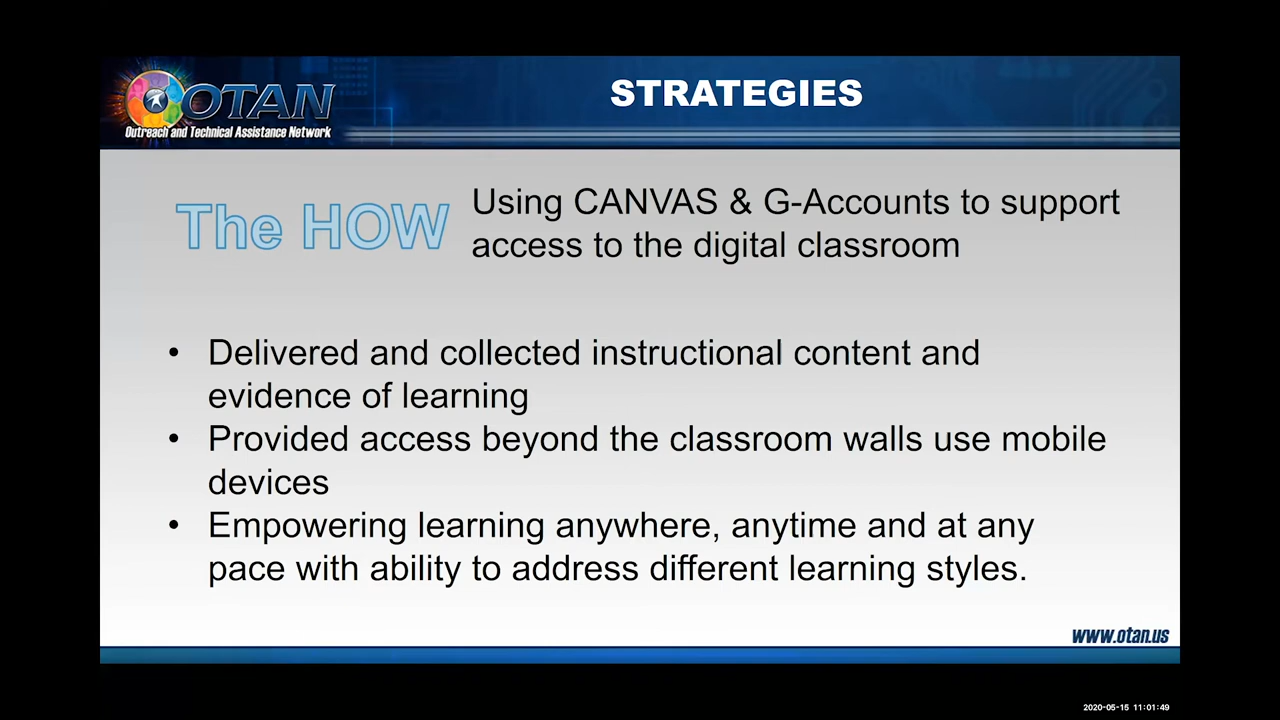 OTAN
Outreach and Technical Assistance Network
STRATEGIES
The HOW
Using CANVAS & G-Accounts to support
access to the digital classroom
• Delivered and collected instructional content and
evidence of learning
• Provided access beyond the classroom walls use mobile
devices
• Empowering learning anywhere, anytime and at any
pace with ability to address different learning styles.
www.otan.us
2020-05-15 11:01:49